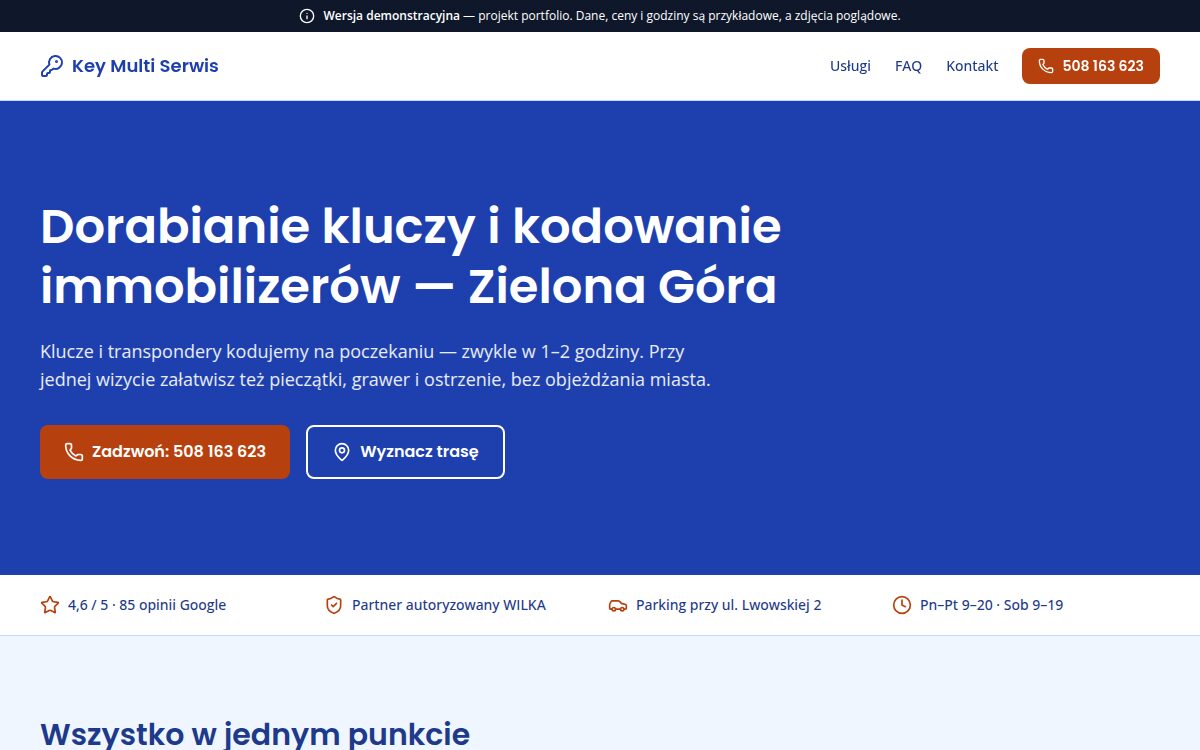 Wersja demonstracyjna — projekt portfolio. Dane, ceny i godziny są przykładowe, a zdjęcia poglądowe.
Key Multi Serwis
Usługi
FAQ
Kontakt
508 163 623
Dorabianie kluczy i kodowanie
immobilizerów — Zielona Góra
Klucze i transpondery kodujemy na poczekaniu — zwykle w 1–2 godziny. Przy
jednej wizycie załatwisz też pieczątki, grawer i ostrzenie, bez objeżdżania miasta.
Zadzwoń: 508 163 623
Wyznacz trasę
4,6 / 5 · 85 opinii Google
Partner autoryzowany WILKA
Parking przy ul. Lwowskiej 2
Pn–Pt 9–20 · Sob 9–19
Wszystko w jednym punkcie